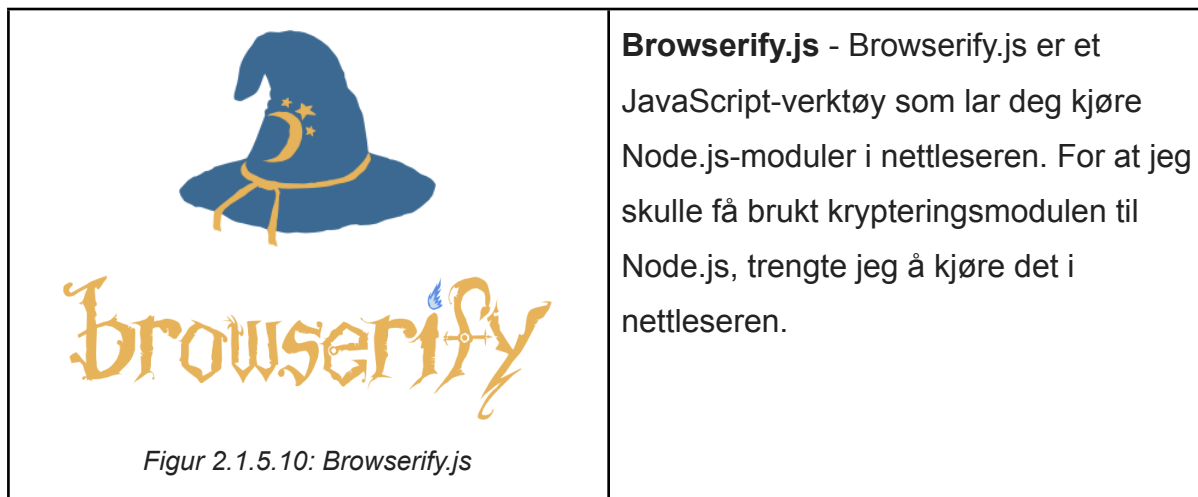 browserify
Figur 2.1.5.10: Browserify.js
Browserify.js - Browserify.js er et
JavaScript-verktøy som lar deg kjøre
Node.js-moduler i nettleseren. For at jeg
skulle få brukt krypteringsmodulen til
Node.js, trengte jeg å kjøre det i
nettleseren.